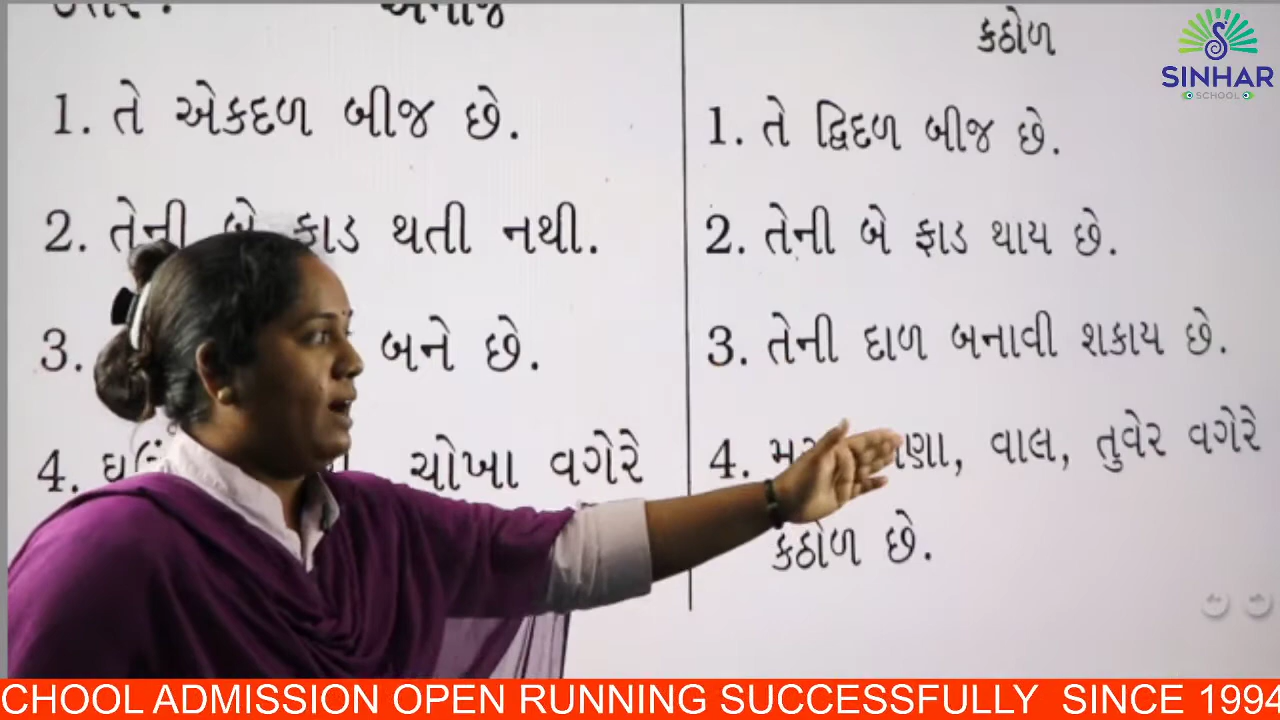 કઠોળ
SINHAR
SCHOOL
1. તે એકદળ બીજ છે.
2. તેની બે ફાડ થતી નથી.
3. બને છે.
4. ચોખા વગેરે
1. તે દ્વિદળ બીજ છે.
2. તેની બે ફાડ થાય છે.
3. તેની દાળ બનાવી શકાય છે.
4. વાલ, તુવેર વગેરે
કઠોળ છે.
CHOOL ADMISSION OPEN RUNNING SUCCESSFULLY SINCE 1994